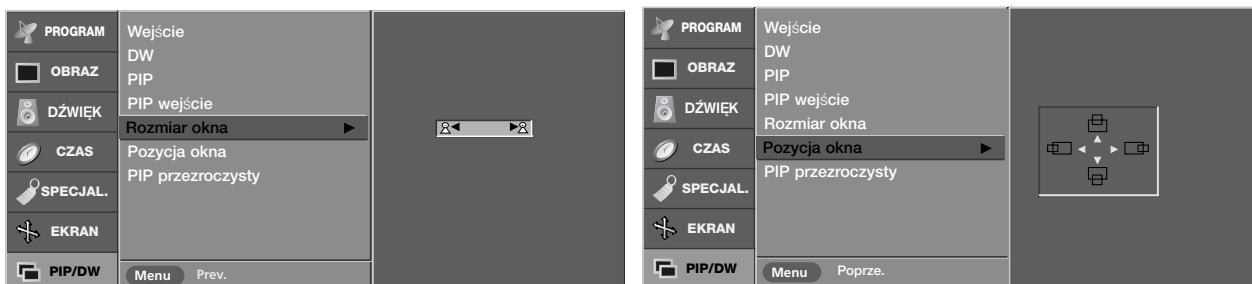 PROGRAM
OBRAZ
DŹWIĘK
CZAS
SPECJAL.
EKRAN
PIP/DW
Wejście
DW
PIP
PIP wejście
Rozmiar okna ►
Pozycja okna
PIP przezroczysty
Menu Prev.
PROGRAM
OBRAZ
DŹWIĘK
CZAS
SPECJAL.
EKRAN
PIP/DW
Wejście
DW
PIP
PIP wejście
Rozmiar okna
Pozycja okna ►
PIP przezroczysty
Menu Poprze.